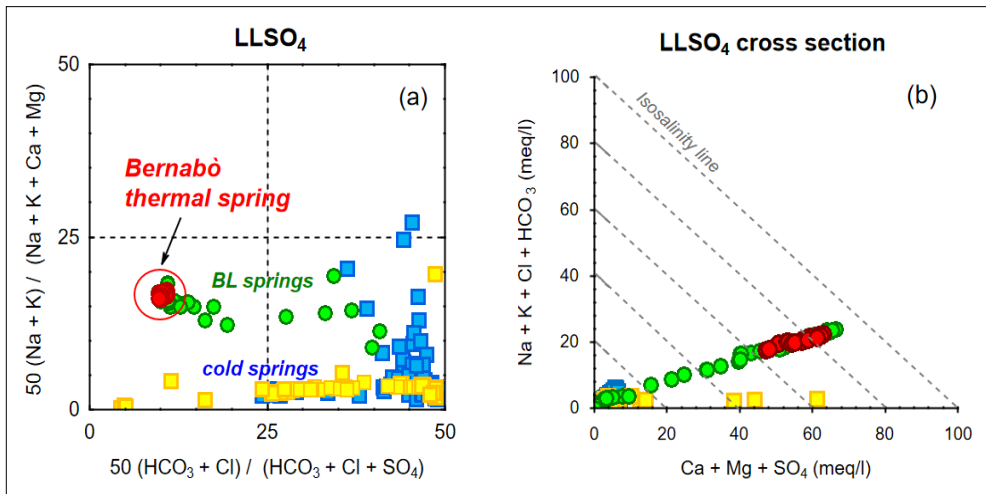 LLSO₄
(a)
50
25
0
0
25
50
50 (Na + K) / (Na + K + Ca + Mg)
50 (HCO₃ + Cl) / (HCO₃ + Cl + SO₄)
Bernabò
thermal spring
BL springs
cold springs
LLSO₄ cross section
(b)
Isosalinity line
100
80
60
40
20
0
0
20
40
60
80
100
Na + K + Cl + HCO₃ (meq/l)
Ca + Mg + SO₄ (meq/l)